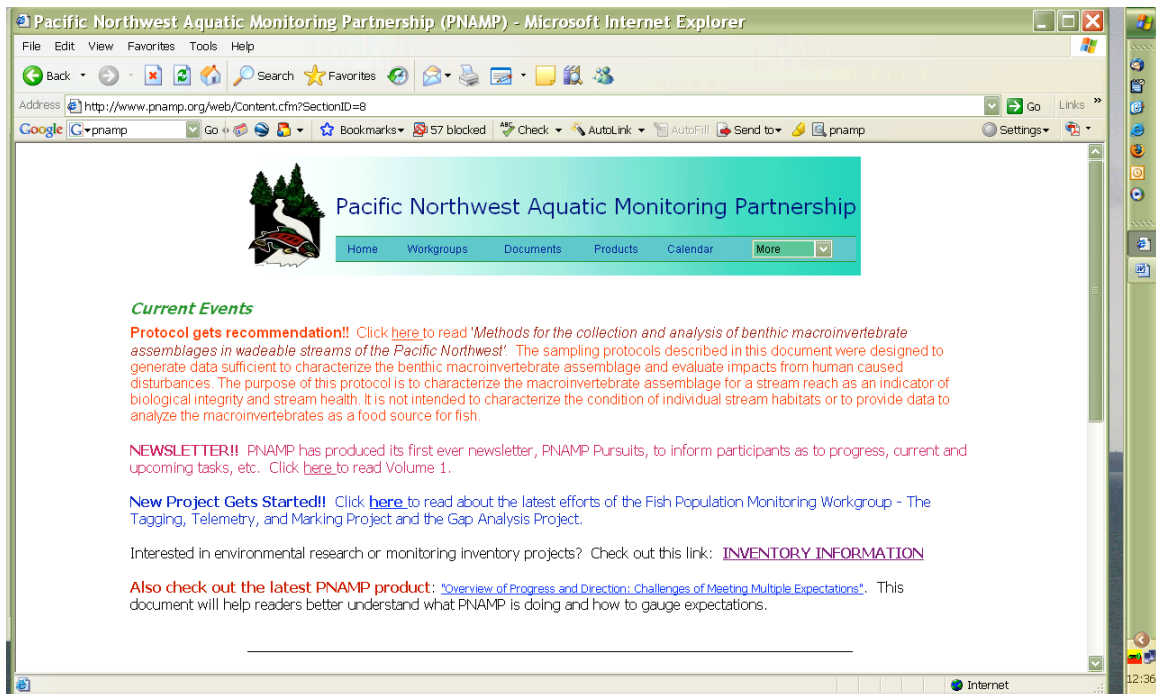 Pacific Northwest Aquatic Monitoring Partnership (PNAMP) - Microsoft Internet Explorer
File Edit View Favorites Tools Help
Back Search Favorites
Address http://www.pnamp.org/web/Content.cfm?SectionID=8 Go Links »
Google G pnamp Go Bookmarks 57 blocked ABC Check AutoLink AutoFill Send to pnamp Settings
Pacific Northwest Aquatic Monitoring Partnership
Home Workgroups Documents Products Calendar More
Current Events
Protocol gets recommendation!! Click here to read 'Methods for the collection and analysis of benthic macroinvertebrate
assemblages in wadeable streams of the Pacific Northwest'. The sampling protocols described in this document were designed to
generate data sufficient to characterize the benthic macroinvertebrate assemblage and evaluate impacts from human caused
disturbances. The purpose of this protocol is to characterize the macroinvertebrate assemblage for a stream reach as an indicator of
biological integrity and stream health. It is not intended to characterize the condition of individual stream habitats or to provide data to
analyze the macroinvertebrates as a food source for fish.
NEWSLETTER!! PNAMP has produced its first ever newsletter, PNAMP Pursuits, to inform participants as to progress, current and
upcoming tasks, etc. Click here to read Volume 1.
New Project Gets Started!! Click here to read about the latest efforts of the Fish Population Monitoring Workgroup - The
Tagging, Telemetry, and Marking Project and the Gap Analysis Project.
Interested in environmental research or monitoring inventory projects? Check out this link: INVENTORY INFORMATION
Also check out the latest PNAMP product: "Overview of Progress and Direction: Challenges of Meeting Multiple Expectations". This
document will help readers better understand what PNAMP is doing and how to gauge expectations.
Internet
12:36